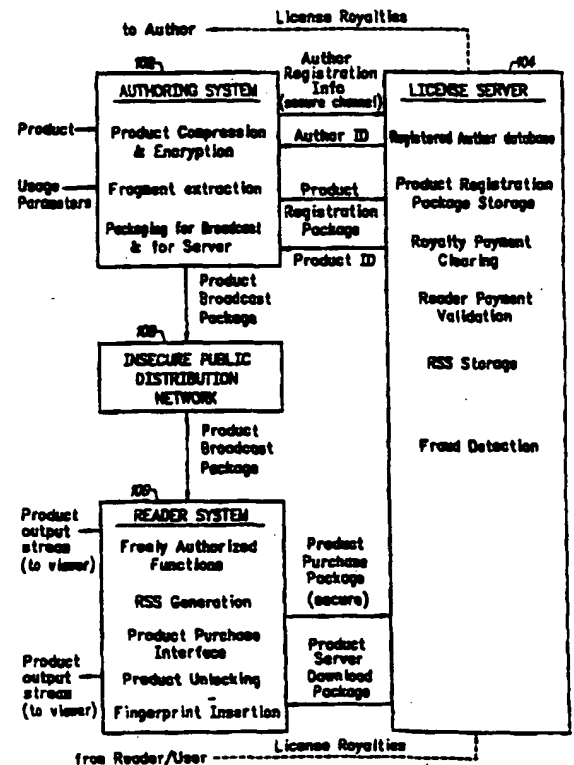 License Royalties
to Author
102
AUTHORING SYSTEM
Product Compression
& Encryption
Fragment extraction
Packaging for Broadcast
& for Server
Product
Usage
Parameters
Author
Registration
Info
(secure channel)
Author ID
Product
Registration
Package
Product ID
104
LICENSE SERVER
Registered Author database
Product Registration
Package Storage
Royalty Payment
Clearing
Reader Payment
Validation
RSS Storage
Fraud Detection
Product
Broadcast
Package
INSECURE PUBLIC
DISTRIBUTION
NETWORK
Product
Broadcast
Package
READER SYSTEM
Freely Authorized
Functions
RSS Generation
Product Purchase
Interface
Product Unlocking
Fingerprint Insertion
Product
output
stream
(to viewer)
Product
output
stream
(to viewer)
Product
Purchase
Package
(secure)
Product
Server
Download
Package
License Royalties
from Reader/User